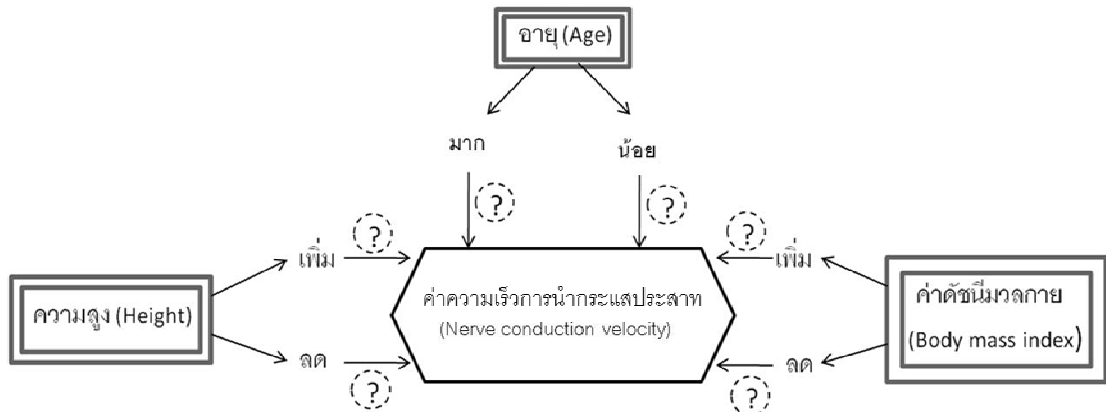 อายุ (Age)
มาก
น้อย
?
?
?
?
เพิ่ม
เพิ่ม
ความสูง (Height)
ค่าความเร็วการนำกระแสประสาท
(Nerve conduction velocity)
ค่าดัชนีมวลกาย
(Body mass index)
ลด
ลด
?
?